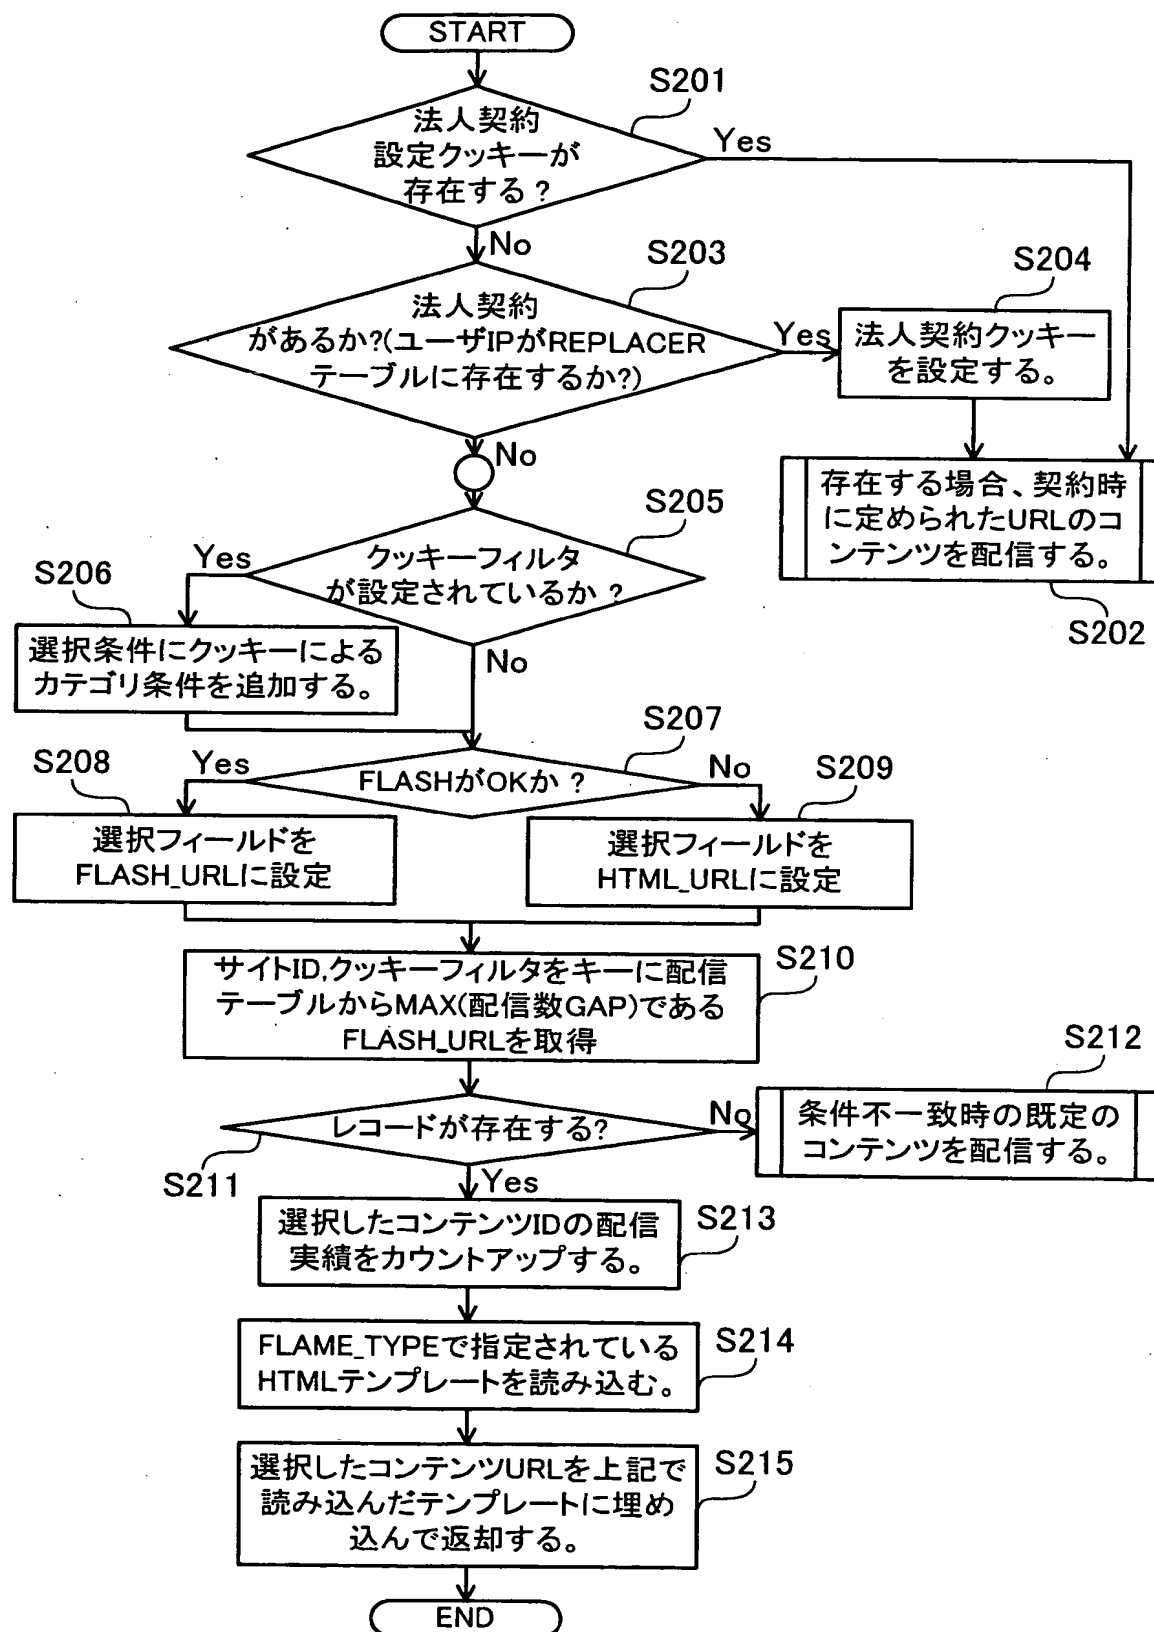 START
S201
法人契約
設定クッキーが
存在する?
Yes
No
S203
法人契約
があるか?(ユーザIPがREPLACER
テーブルに存在するか?)
Yes
S204
法人契約クッキー
を設定する。
No
存在する場合、契約時
に定められたURLのコ
ンテンツを配信する。
S202
S205
クッキーフィルタ
が設定されているか?
Yes
S206
選択条件にクッキーによる
カテゴリ条件を追加する。
No
S207
FLASHがOKか?
Yes
No
S208
選択フィールドを
FLASH_URLに設定
S209
選択フィールドを
HTML_URLに設定
サイトID,クッキーフィルタをキーに配信
テーブルからMAX(配信数GAP)である
FLASH_URLを取得
S210
S212
レコードが存在する?
No
条件不一致時の既定の
コンテンツを配信する。
S211
Yes
選択したコンテンツIDの配信
実績をカウントアップする。
S213
FLAME_TYPEで指定されている
HTMLテンプレートを読み込む。
S214
選択したコンテンツURLを上記で
読み込んだテンプレートに埋め
込んで返却する。
S215
END